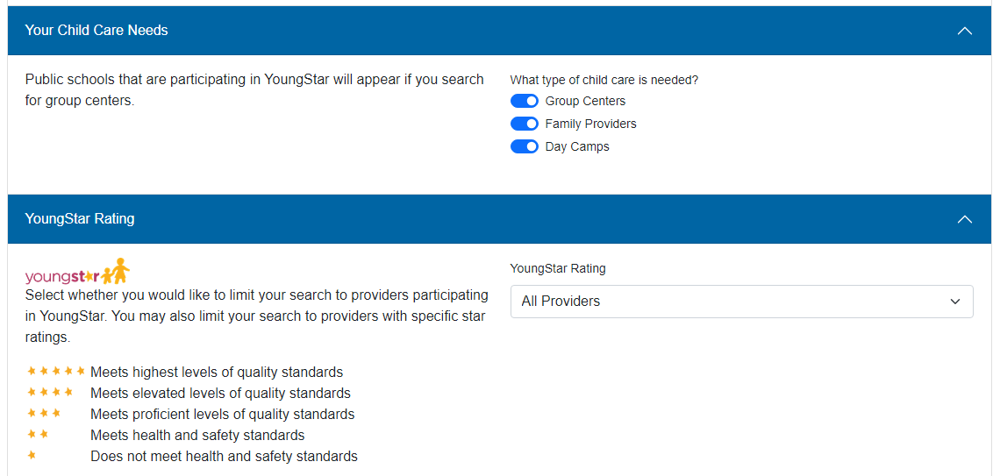 Your Child Care Needs
Public schools that are participating in YoungStar will appear if you search
for group centers.
What type of child care is needed?
Group Centers
Family Providers
Day Camps
YoungStar Rating
youngstar
Select whether you would like to limit your search to providers participating
in YoungStar. You may also limit your search to providers with specific star
ratings.
Meets highest levels of quality standards
Meets elevated levels of quality standards
Meets proficient levels of quality standards
Meets health and safety standards
Does not meet health and safety standards
YoungStar Rating
All Providers